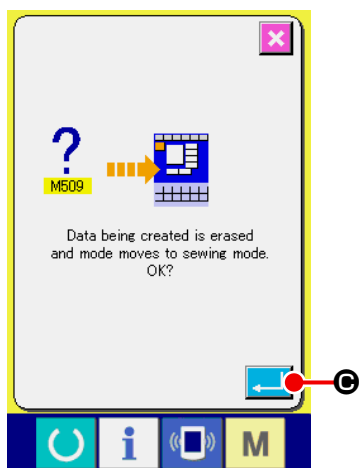 ?
M509
Data being created is erased
and mode moves to sewing mode.
OK?
C
i
M